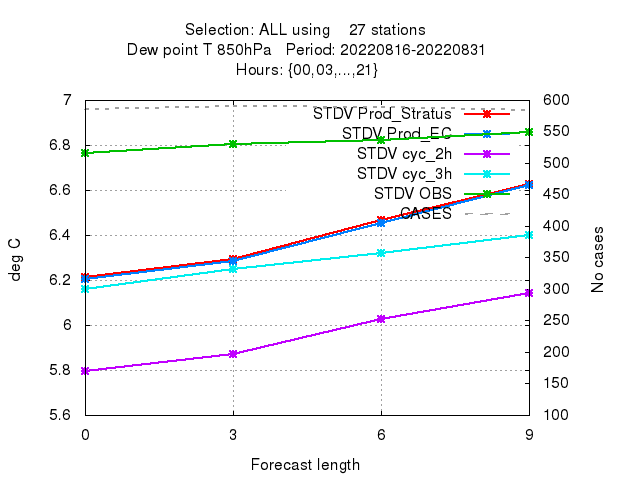 Selection: ALL using 27 stations
Dew point T 850hPa Period: 20220816-20220831
Hours: {00,03,...,21}
7 600
STDV Prod_Stratus
STDV Prod_EC 550
6.8
STDV cyc_2h 500
STDV cyc_3h
6.6 STDV OBS 450
CASES
6.4 400
deg C
350
No cases
6.2 300
6 250
200
5.8
150
5.6 100
0 3 6 9
Forecast length